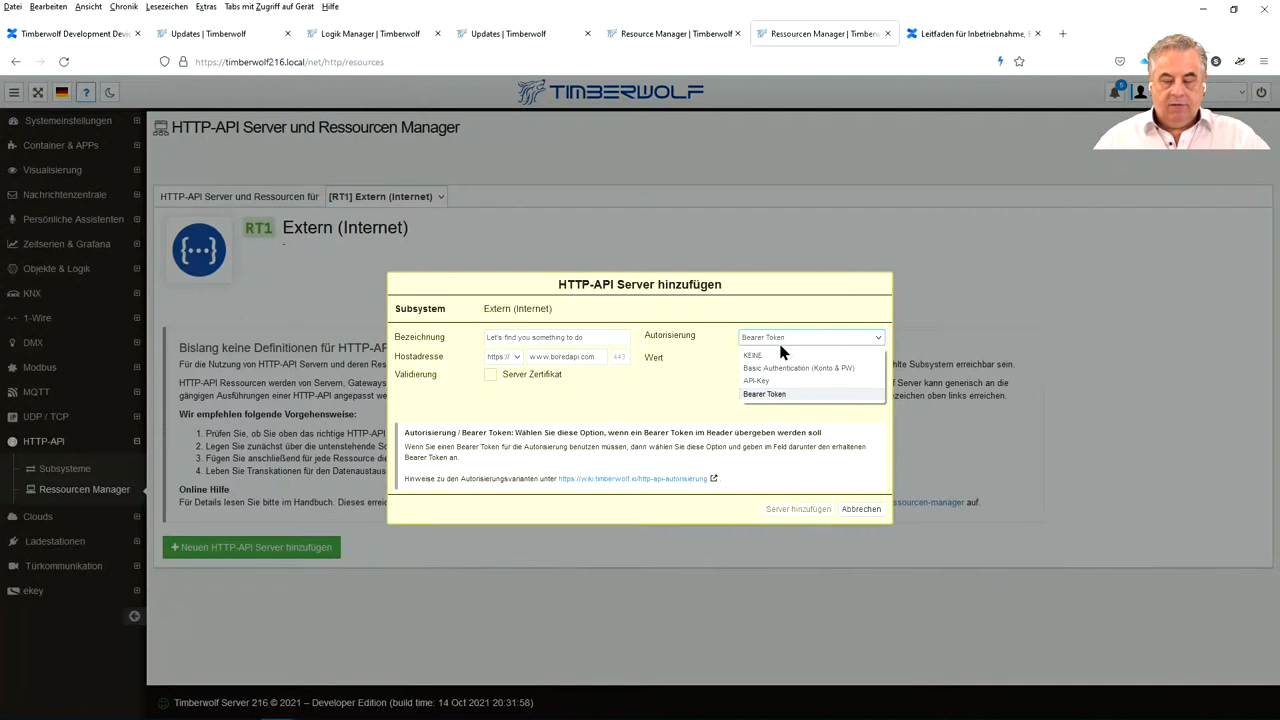 Datei Bearbeiten Ansicht Chronik Lesezeichen Extras Tabs mit Zugriff auf Gerät Hilfe
Timberwolf Development Devi
Updates | Timberwolf
Logik Manager | Timberwolf
Updates | Timberwolf
Resource Manager | Timberwolf
Ressourcen Manager | Timberw
Leitfaden für Inbetriebnahme, E
https://timberwolf216.local/net/http/resources
TIMBERWOLF
Systemeinstellungen
Container & APPs
Visualisierung
Nachrichtenzentrale
Persönliche Assistenten
Zeitserien & Grafana
Objekte & Logik
KNX
1-Wire
DMX
Modbus
MQTT
UDP / TCP
HTTP-API
Subsysteme
Ressourcen Manager
Clouds
Ladestationen
Türkommunikation
ekey
HTTP-API Server und Ressourcen Manager
HTTP-API Server und Ressourcen für [RT1] Extern (Internet)
RT1 Extern (Internet)
-
{···}
Bislang keine Definitionen für HTTP-AP
Für die Nutzung von HTTP-API Servern und deren Ress
hlte Subsystem erreichbar ist.
HTTP-API Ressourcen werden von Servern, Gateways
Server kann generisch an die
gängigen Ausführungen einer HTTP-API angepasst we
zeichen oben links erreichen.
Wir empfehlen folgende Vorgehensweise:
1. Prüfen Sie, ob Sie oben das richtige HTTP-API
2. Legen Sie zunächst über die untenstehende Sc
3. Fügen Sie anschließend für jede Ressource die
4. Leben Sie Transkationen für den Datenaustaus
Online Hilfe
Für Details lesen Sie bitte im Handbuch. Dieses erreic
ssourcen-manager auf.
+ Neuen HTTP-API Server hinzufügen
HTTP-API Server hinzufügen
Subsystem Extern (Internet)
Bezeichnung Let's find you something to do
Hostadresse https:// www.boredapi.com 443
Validierung Server Zertifikat
Autorisierung Bearer Token
Wert
KEINE
Basic Authentication (Konto & PW)
API-Key
Bearer Token
Autorisierung / Bearer Token: Wählen Sie diese Option, wenn ein Bearer Token im Header übergeben werden soll
Wenn Sie einen Bearer Token für die Autorisierung benutzen müssen, dann wählen Sie diese Option und geben im Feld darunter den erhaltenen
Bearer Token an.
Hinweise zu den Autorisierungsvarianten unter https://wiki.timberwolf.io/http-api-autorisierung .
Server hinzufügen Abbrechen
Timberwolf Server 216 © 2021 – Developer Edition (build time: 14 Oct 2021 20:31:58)